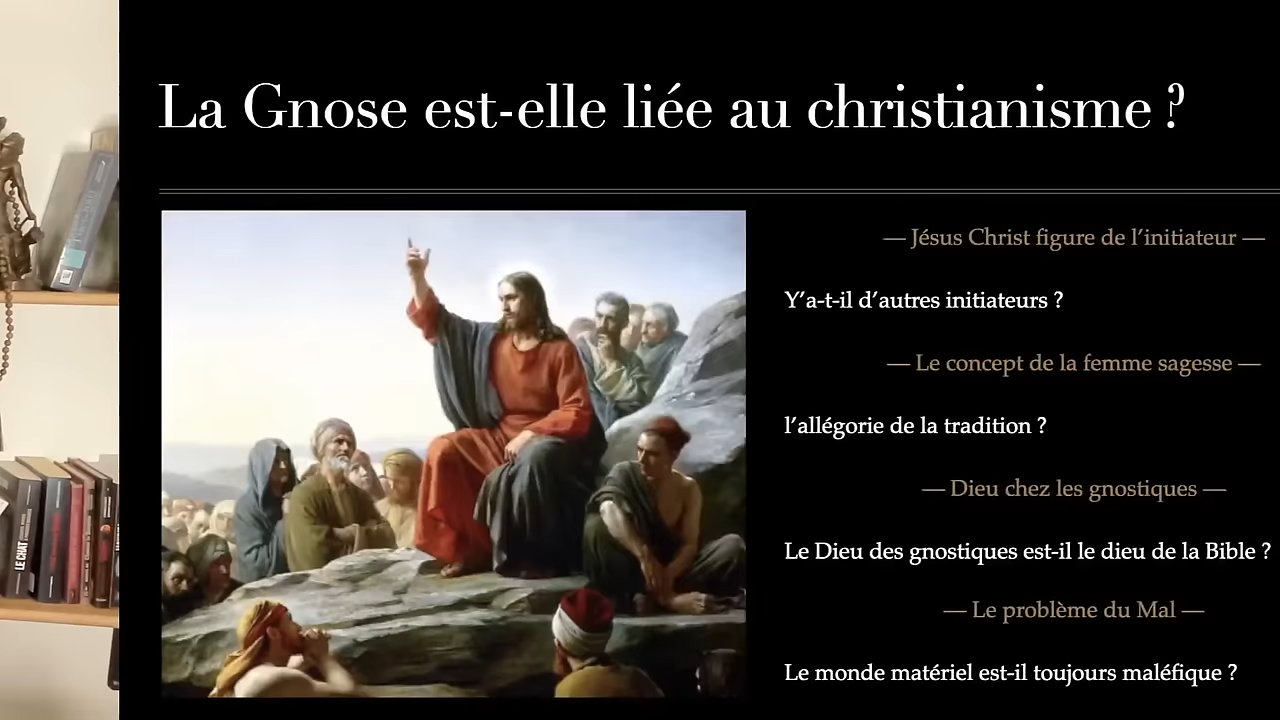 La Gnose est-elle liée au christianisme ?
— Jésus Christ figure de l’initiateur —
Y’a-t-il d’autres initiateurs ?
— Le concept de la femme sagesse —
l’allégorie de la tradition ?
— Dieu chez les gnostiques —
Le Dieu des gnostiques est-il le dieu de la Bible ?
— Le problème du Mal —
Le monde matériel est-il toujours maléfique ?
LE CHAT